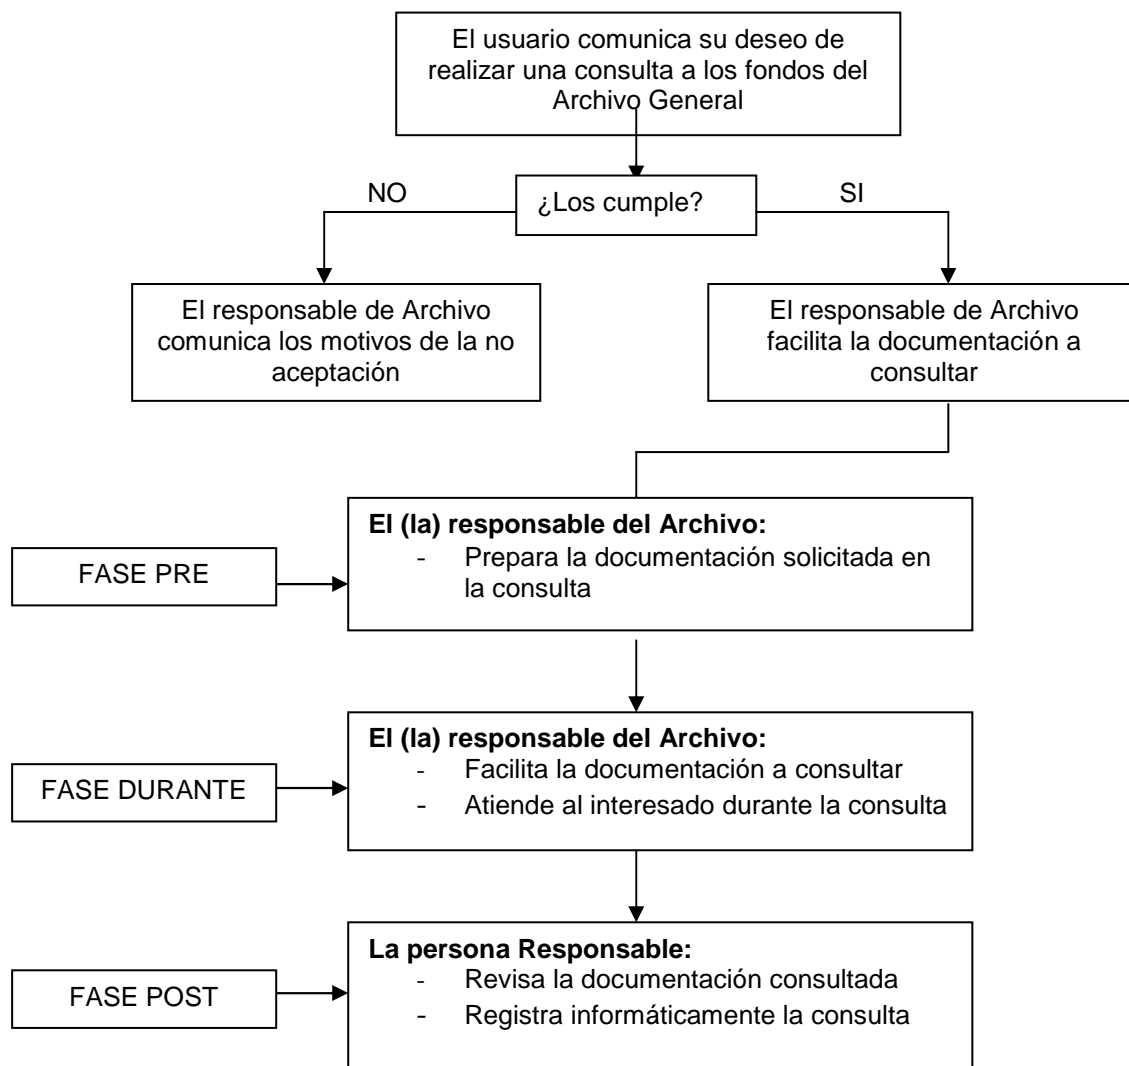 El usuario comunica su deseo de
realizar una consulta a los fondos del
Archivo General
NO
¿Los cumple?
SI
El responsable de Archivo
comunica los motivos de la no
aceptación
El responsable de Archivo
facilita la documentación a
consultar
FASE PRE
El (la) responsable del Archivo:
- Prepara la documentación solicitada en
la consulta
FASE DURANTE
El (la) responsable del Archivo:
- Facilita la documentación a consultar
- Atiende al interesado durante la consulta
FASE POST
La persona Responsable:
- Revisa la documentación consultada
- Registra informáticamente la consulta